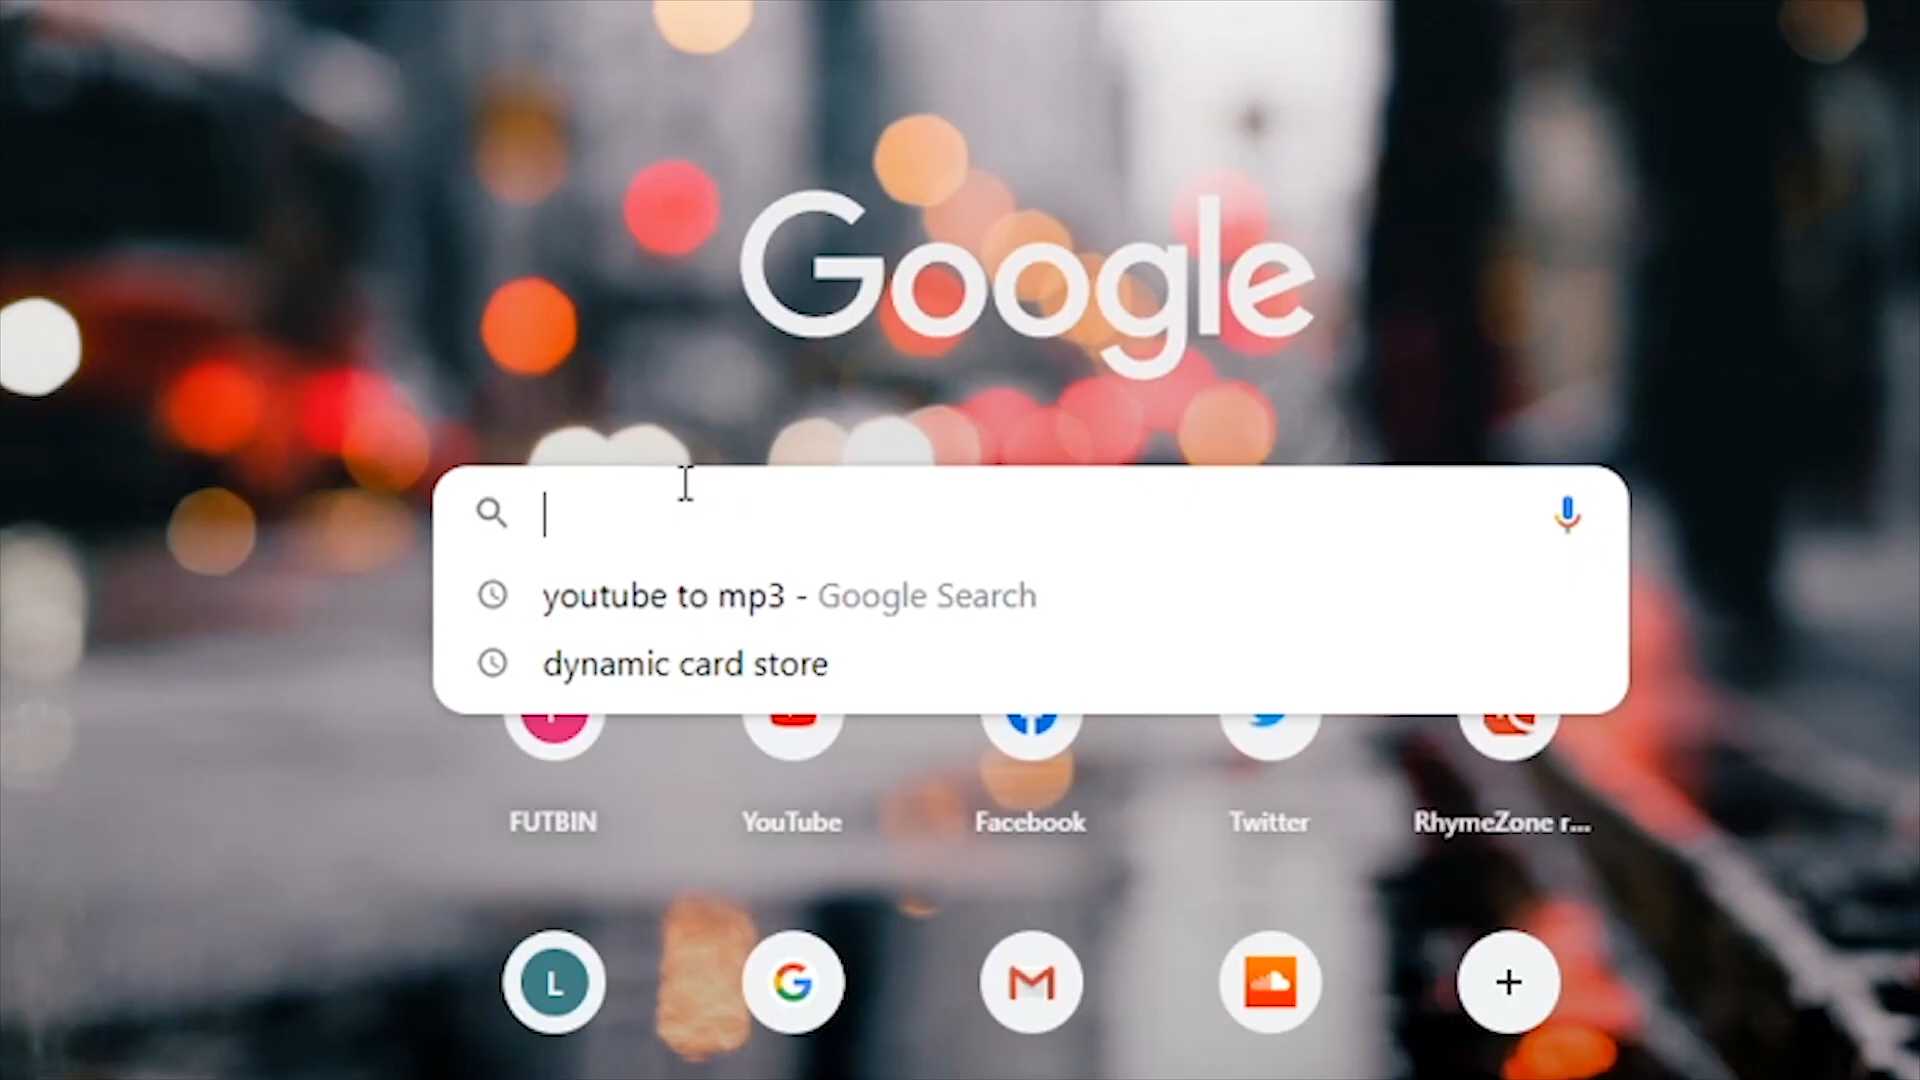 Google
youtube to mp3 - Google Search
dynamic card store
FUTBIN
YouTube
Facebook
Twitter
RhymeZone r...
L